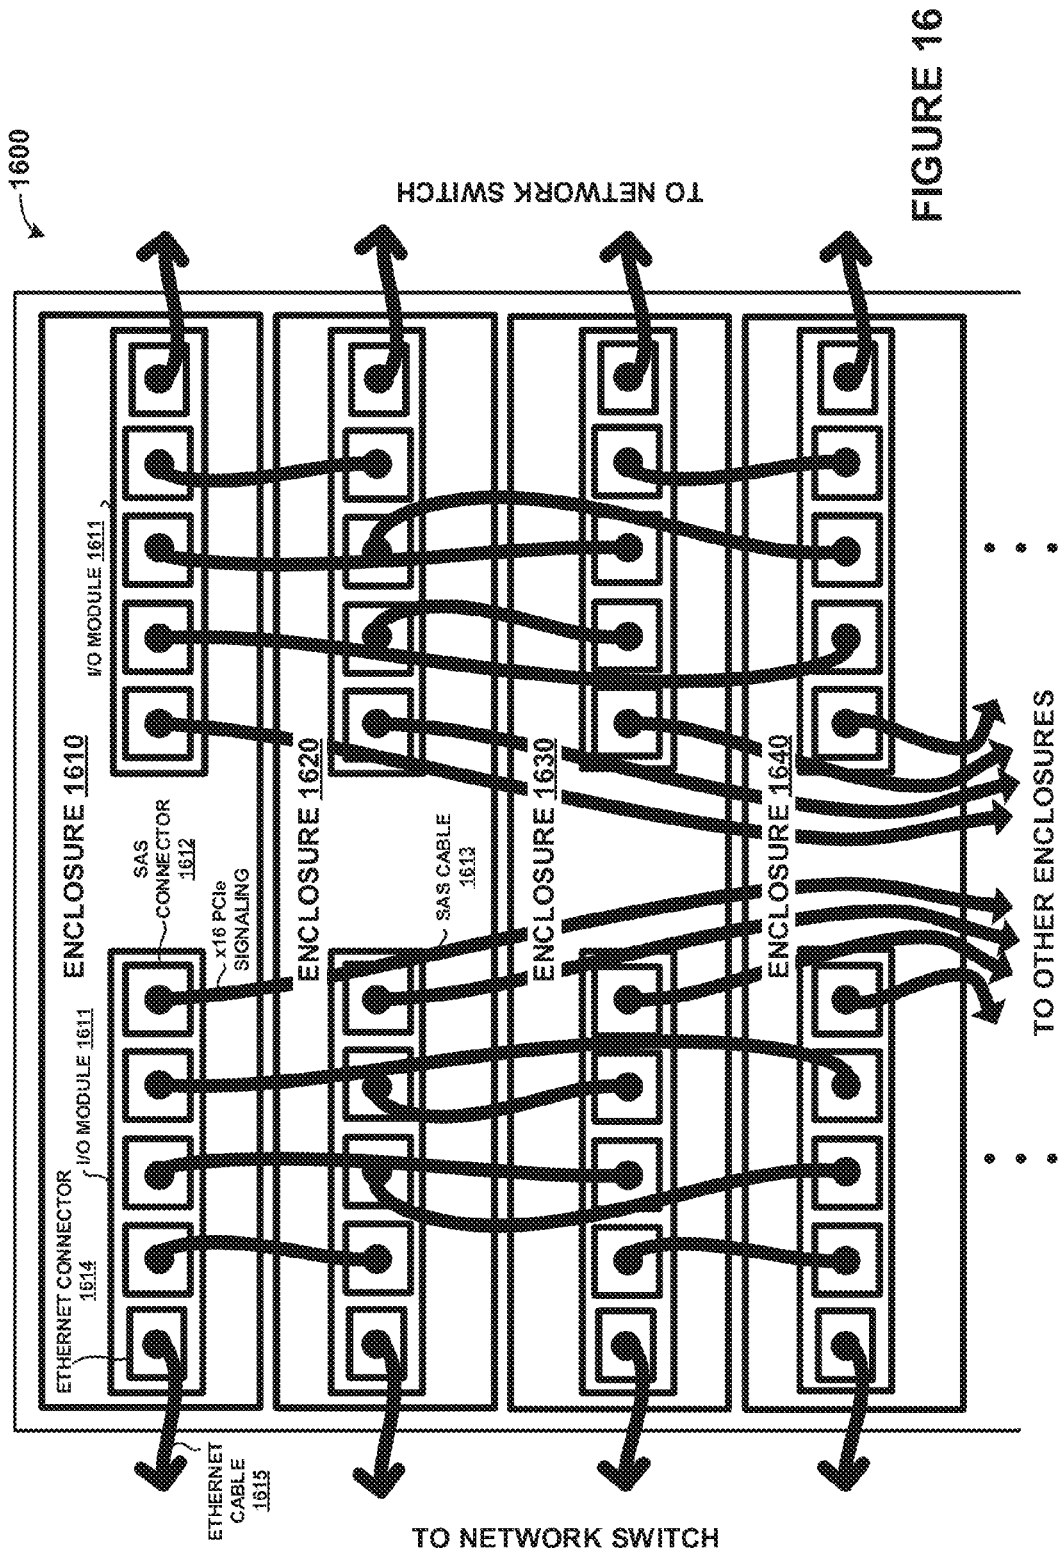 1600
TO NETWORK SWITCH
I/O MODULE 1611
ENCLOSURE 1610
SAS
CONNECTOR
1612
x16 PCIe
SIGNALING
I/O MODULE 1611
ETHERNET CONNECTOR
1614
ETHERNET
CABLE
1615
ENCLOSURE 1620
SAS CABLE
1613
ENCLOSURE 1630
ENCLOSURE 1640
TO OTHER ENCLOSURES
TO NETWORK SWITCH
FIGURE 16